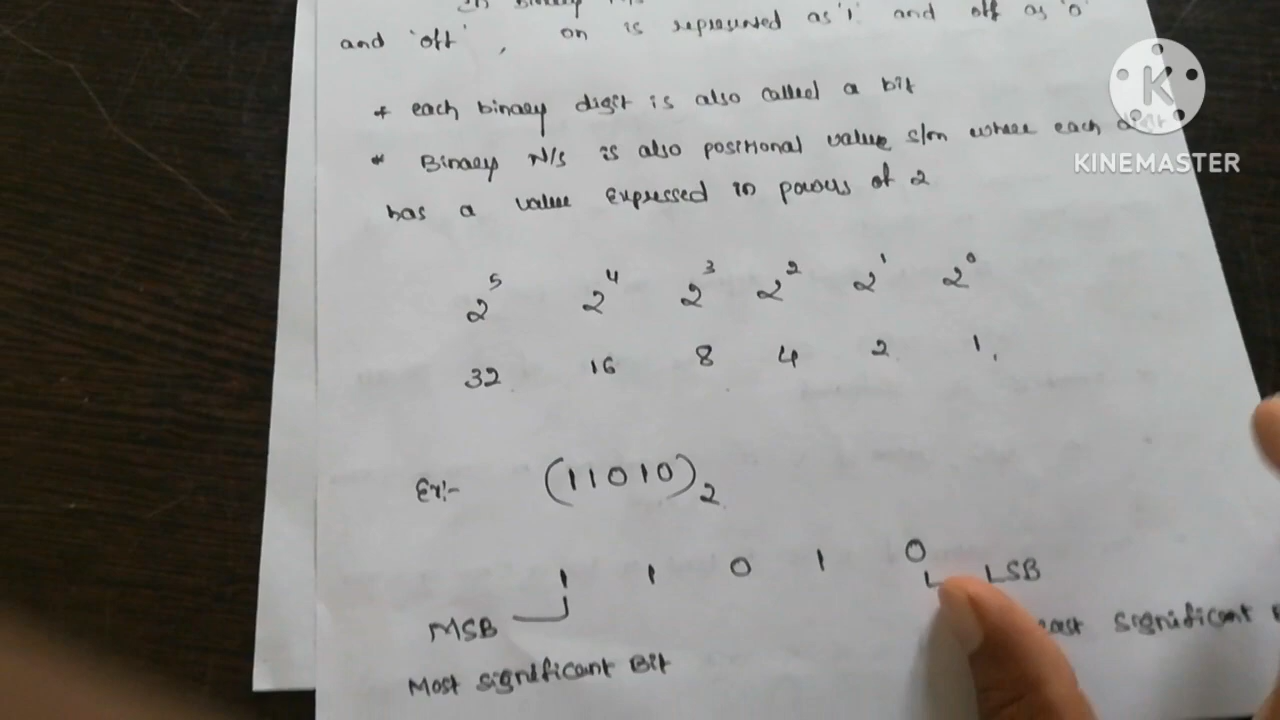 and 'off', on is represented as '1' and off as '0'
* each binary digit is also called a bit
* Binary N/s is also positional value s/m where each
has a value expressed in powers of 2
2^5 2^4 2^3 2^2 2^1 2^0
32 16 8 4 2 1.
Ex:- (11010)2
1 1 0 1 0
MSB LSB
significant
Most significant Bit
K
KINEMASTER